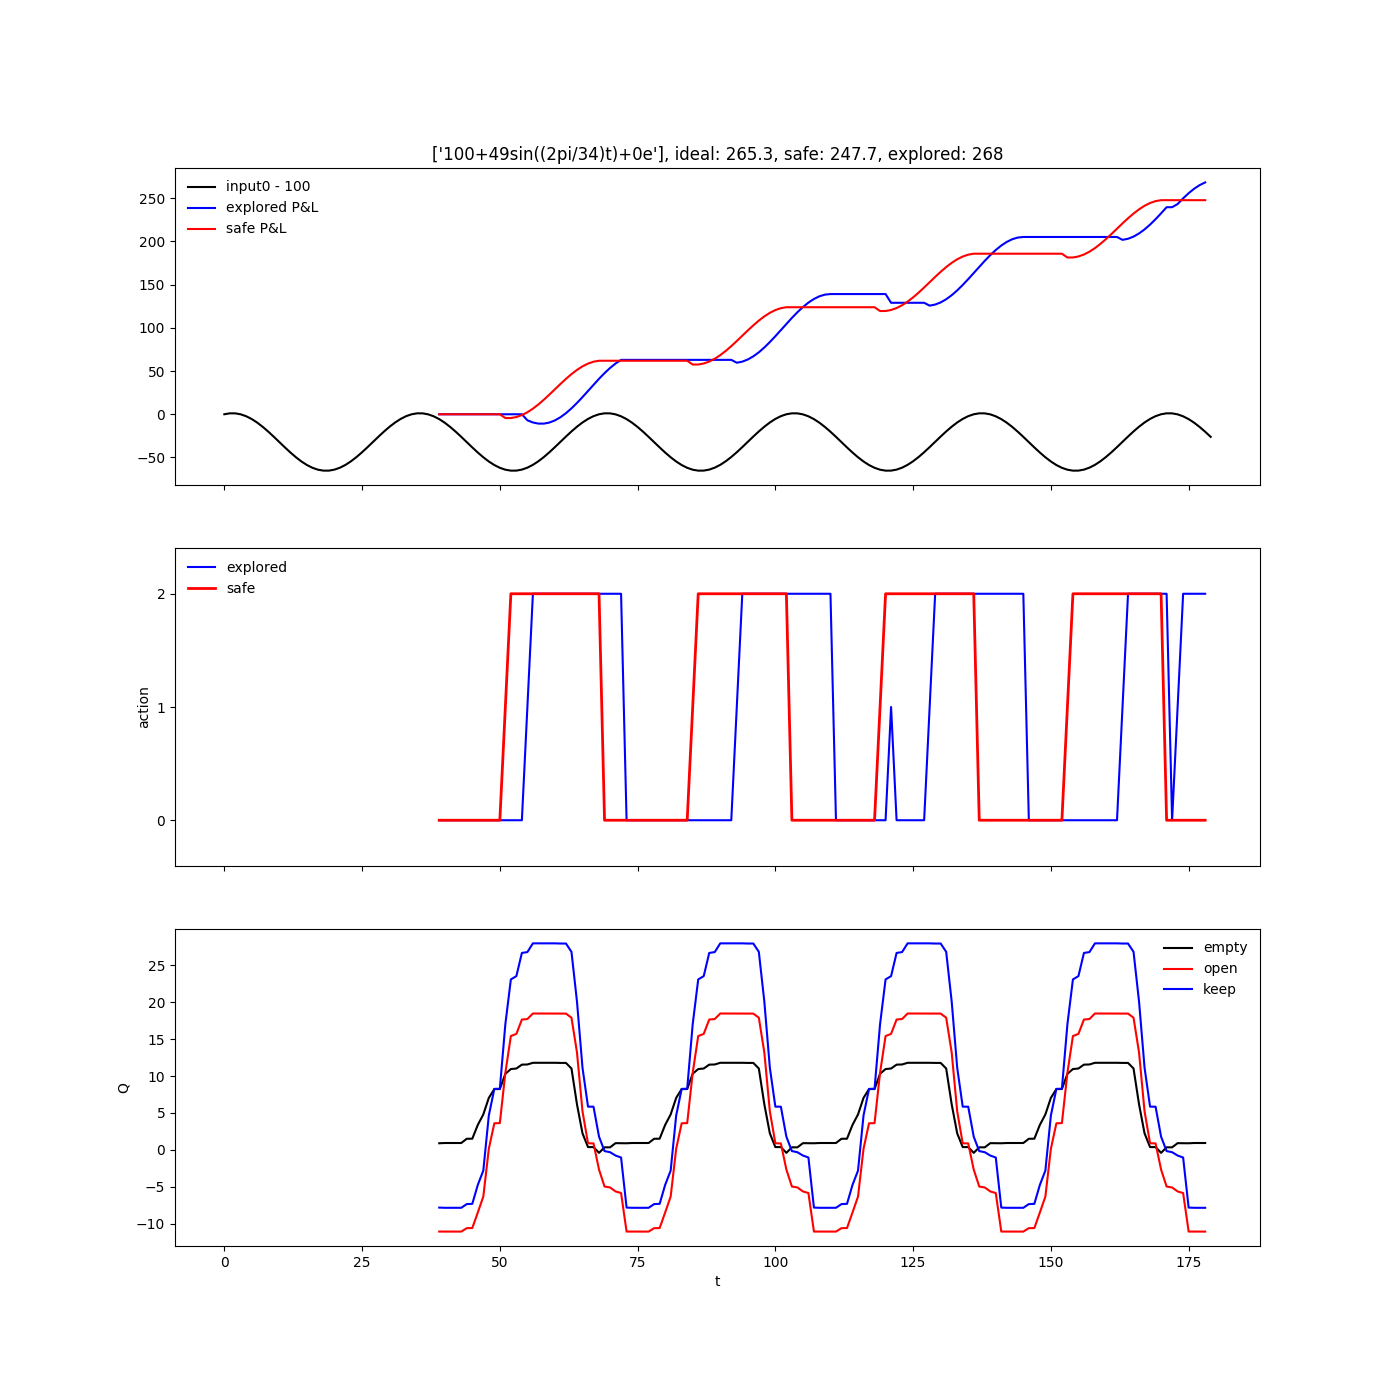 ['100+49sin((2pi/34)t)+0e'], ideal: 265.3, safe: 247.7, explored: 268
input0 - 100
explored P&L
safe P&L
250
200
150
100
50
0
−50
explored
safe
2
1
0
action
empty
open
keep
25
20
15
10
5
0
−5
−10
Q
0 25 50 75 100 125 150 175
t